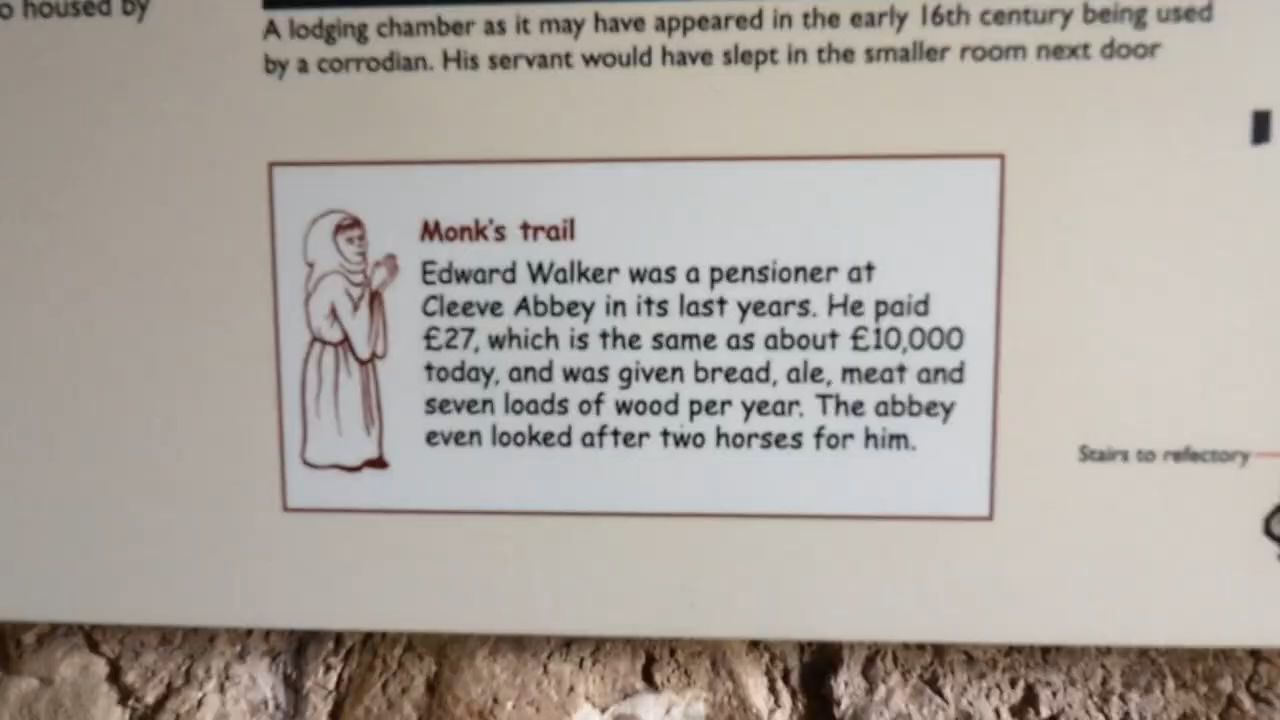 o housed by
A lodging chamber as it may have appeared in the early 16th century being used
by a corrodian. His servant would have slept in the smaller room next door
Monk's trail
Edward Walker was a pensioner at
Cleeve Abbey in its last years. He paid
£27, which is the same as about £10,000
today, and was given bread, ale, meat and
seven loads of wood per year. The abbey
even looked after two horses for him.
Stairs to refectory